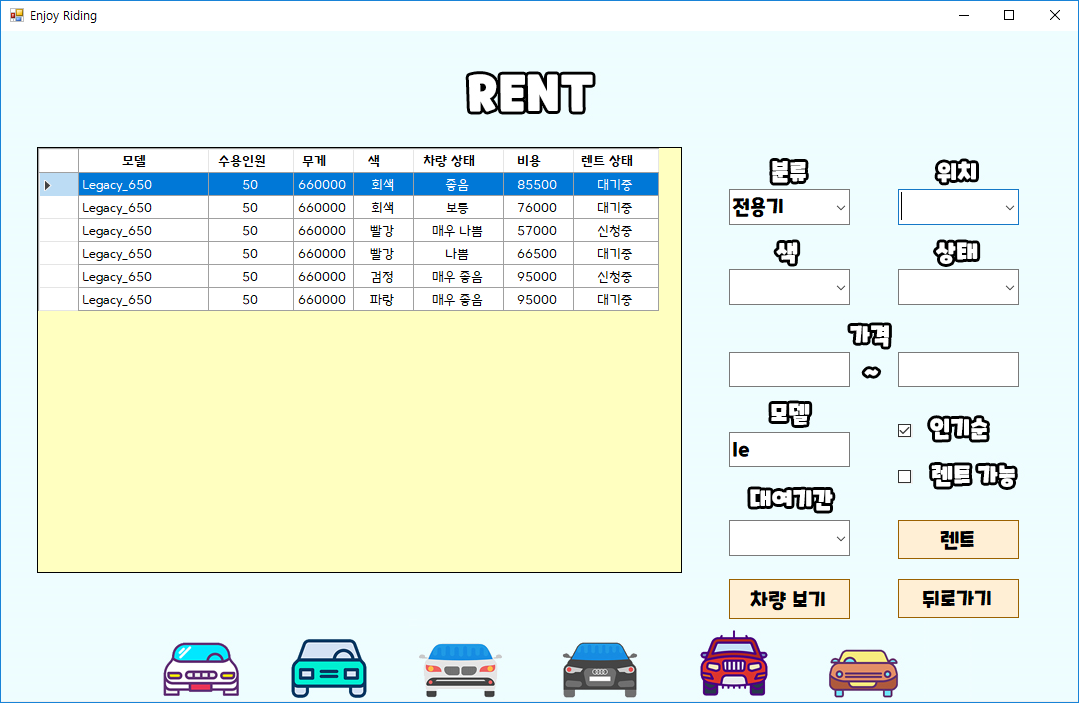 Enjoy Riding
RENT
모델 수용인원 무게 색 차량 상태 비용 렌트 상태
Legacy_650 50 660000 회색 좋음 85500 대기중
Legacy_650 50 660000 회색 보통 76000 대기중
Legacy_650 50 660000 빨강 매우 나쁨 57000 신청중
Legacy_650 50 660000 빨강 나쁨 66500 대기중
Legacy_650 50 660000 검정 매우 좋음 95000 신청중
Legacy_650 50 660000 파랑 매우 좋음 95000 대기중
분류 위치
전용기
색 상태
가격
~
모델
le
인기순
렌트 가능
대여기간
렌트
차량 보기 뒤로가기